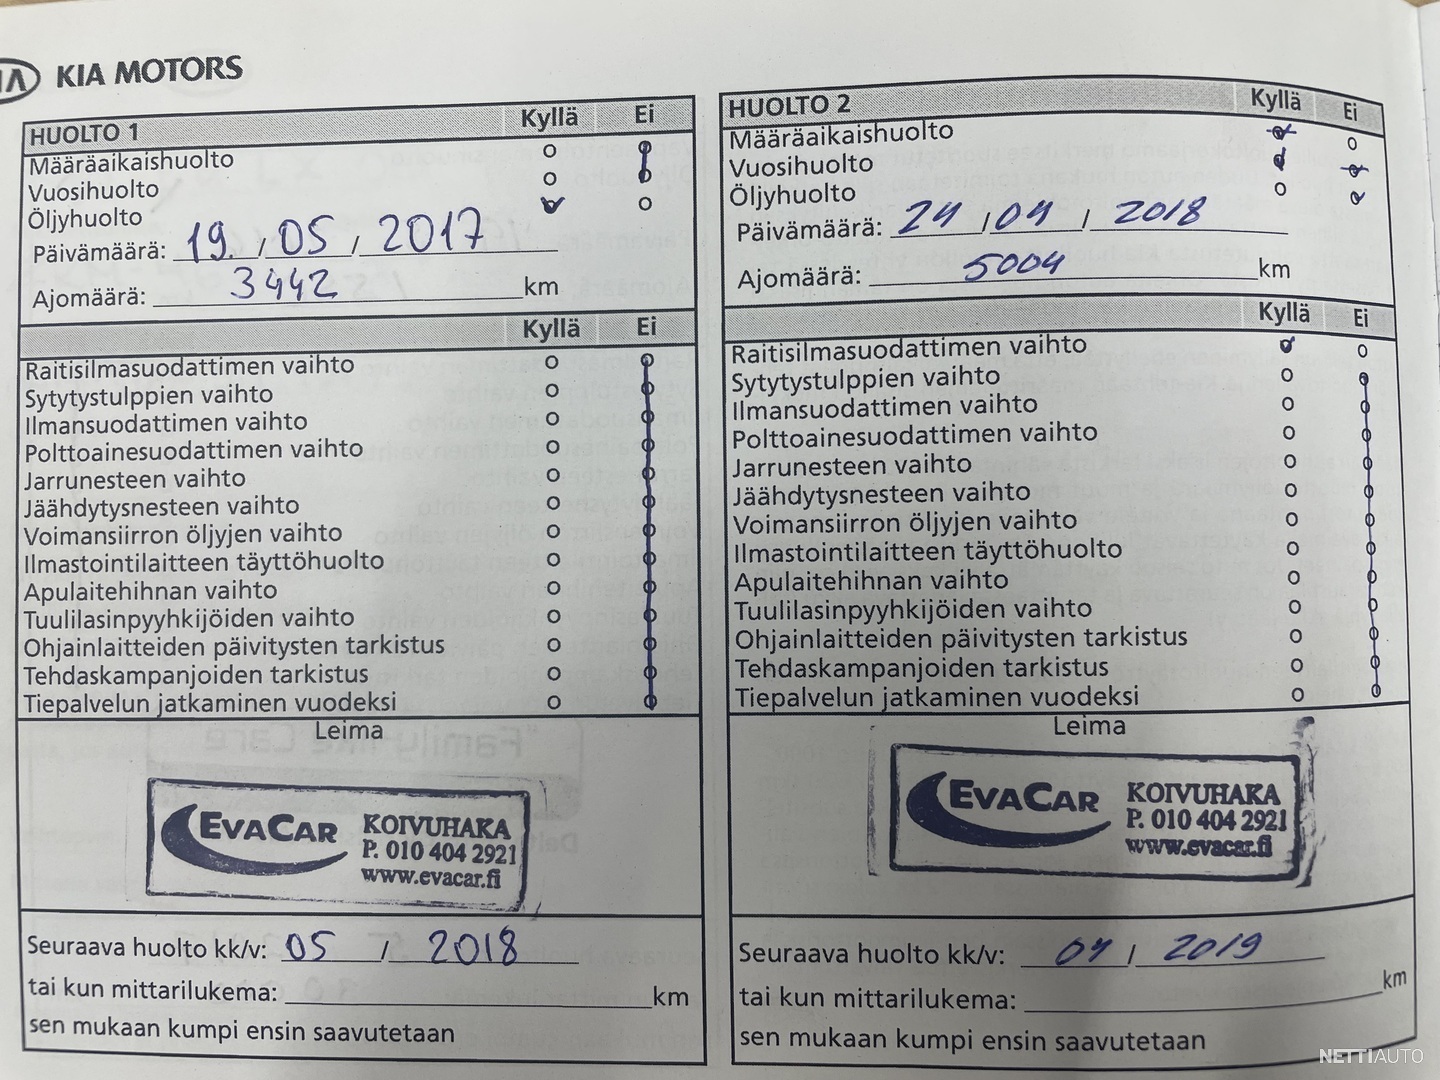 KIA KIA MOTORS
HUOLTO 1 Kyllä Ei
Määräaikaishuolto
Vuosihuolto
Öljyhuolto
Päivämäärä: 19. / 05 / 2017
Ajomäärä: 3442 km
Kyllä Ei
Raitisilmasuodattimen vaihto
Sytytystulppien vaihto
Ilmansuodattimen vaihto
Polttoainesuodattimen vaihto
Jarrunesteen vaihto
Jäähdytysnesteen vaihto
Voimansiirron öljyjen vaihto
Ilmastointilaitteen täyttöhuolto
Apulaitehihnan vaihto
Tuulilasinpyyhkijöiden vaihto
Ohjainlaitteiden päivitysten tarkistus
Tehdaskampanjoiden tarkistus
Tiepalvelun jatkaminen vuodeksi
Leima
EVACAR KOIVUHAKA
P. 010 404 2921
www.evacar.fi
Seuraava huolto kk/v: 05 / 2018
tai kun mittarilukema: km
sen mukaan kumpi ensin saavutetaan
HUOLTO 2 Kyllä Ei
Määräaikaishuolto
Vuosihuolto
Öljyhuolto
Päivämäärä: 24 / 04 / 2018
Ajomäärä: 5004 km
Kyllä Ei
Raitisilmasuodattimen vaihto
Sytytystulppien vaihto
Ilmansuodattimen vaihto
Polttoainesuodattimen vaihto
Jarrunesteen vaihto
Jäähdytysnesteen vaihto
Voimansiirron öljyjen vaihto
Ilmastointilaitteen täyttöhuolto
Apulaitehihnan vaihto
Tuulilasinpyyhkijöiden vaihto
Ohjainlaitteiden päivitysten tarkistus
Tehdaskampanjoiden tarkistus
Tiepalvelun jatkaminen vuodeksi
Leima
EVACAR KOIVUHAKA
P. 010 404 2921
www.evacar.fi
Seuraava huolto kk/v: 04 / 2019
tai kun mittarilukema: km
sen mukaan kumpi ensin saavutetaan
NETTIAUTO